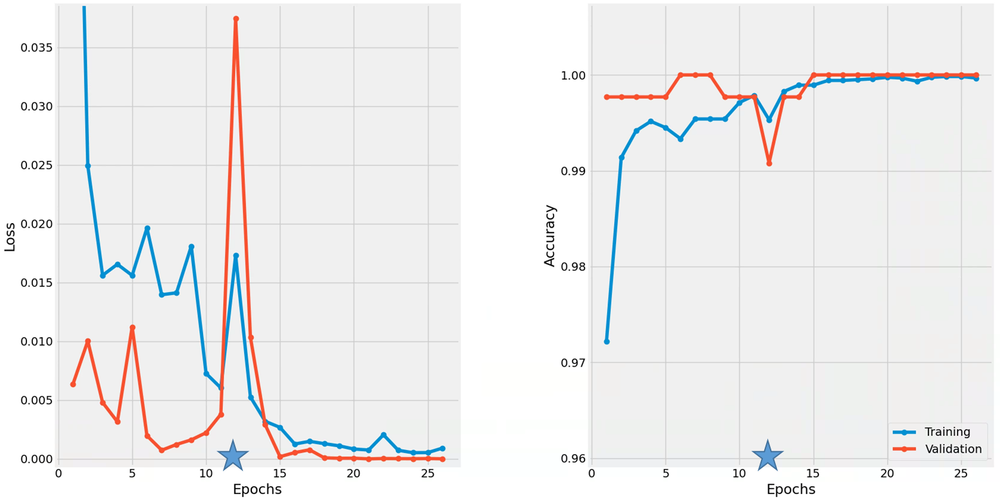 0.035
0.030
0.025
0.020
0.015
0.010
0.005
0.000
Loss
0 5 10 15 20 25
Epochs
1.00
0.99
0.98
0.97
0.96
Accuracy
Training
Validation
0 5 10 15 20 25
Epochs